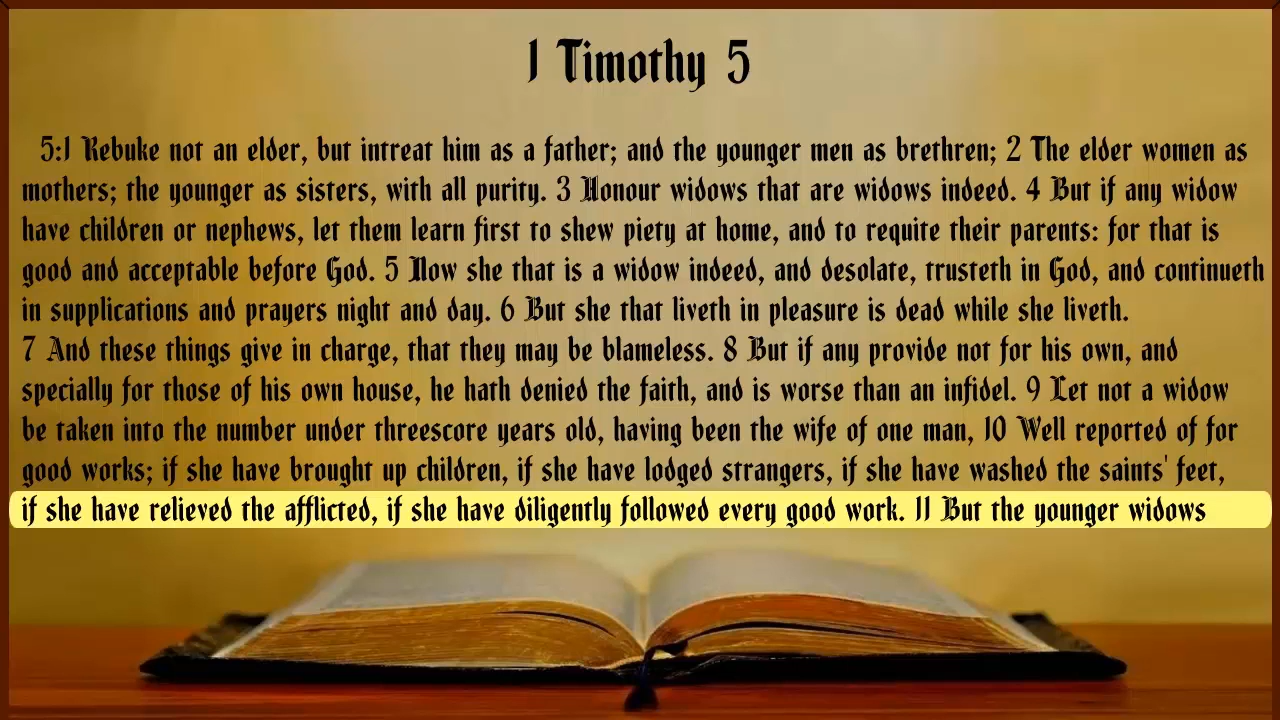 1 Timothy 5
5:1 Rebuke not an elder, but intreat him as a father; and the younger men as brethren; 2 The elder women as
mothers; the younger as sisters, with all purity. 3 Honour widows that are widows indeed. 4 But if any widow
have children or nephews, let them learn first to shew piety at home, and to requite their parents: for that is
good and acceptable before God. 5 Now she that is a widow indeed, and desolate, trusteth in God, and continueth
in supplications and prayers night and day. 6 But she that liveth in pleasure is dead while she liveth.
7 And these things give in charge, that they may be blameless. 8 But if any provide not for his own, and
specially for those of his own house, he hath denied the faith, and is worse than an infidel. 9 Let not a widow
be taken into the number under threescore years old, having been the wife of one man, 10 Well reported of for
good works; if she have brought up children, if she have lodged strangers, if she have washed the saints' feet,
if she have relieved the afflicted, if she have diligently followed every good work. 11 But the younger widows